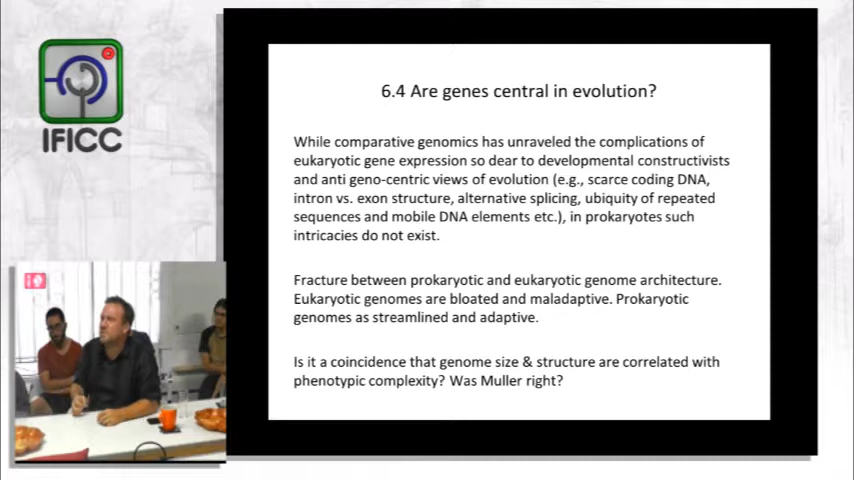 IFICC
6.4 Are genes central in evolution?
While comparative genomics has unraveled the complications of
eukaryotic gene expression so dear to developmental constructivists
and anti geno-centric views of evolution (e.g., scarce coding DNA,
intron vs. exon structure, alternative splicing, ubiquity of repeated
sequences and mobile DNA elements etc.), in prokaryotes such
intricacies do not exist.
Fracture between prokaryotic and eukaryotic genome architecture.
Eukaryotic genomes are bloated and maladaptive. Prokaryotic
genomes as streamlined and adaptive.
Is it a coincidence that genome size & structure are correlated with
phenotypic complexity? Was Muller right?